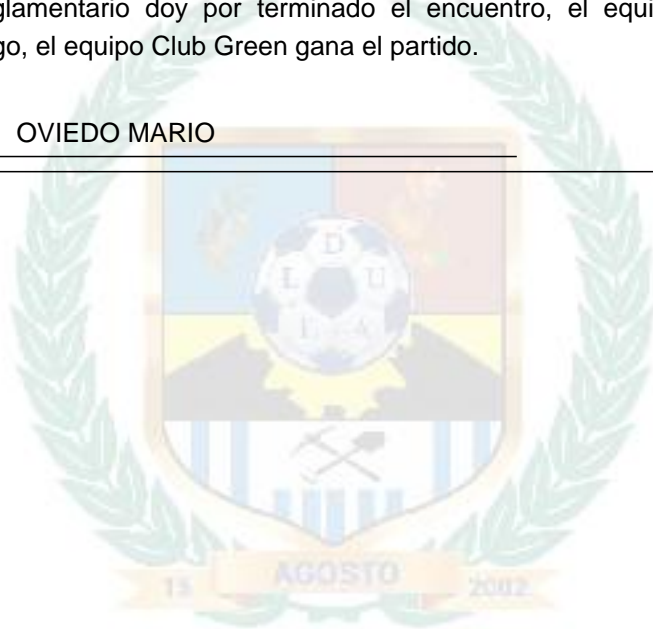 glamentario doy por terminado el encuentro, el equi
go, el equipo Club Green gana el partido.
OVIEDO MARIO
D
L U
L A
AGOSTO
15 2002